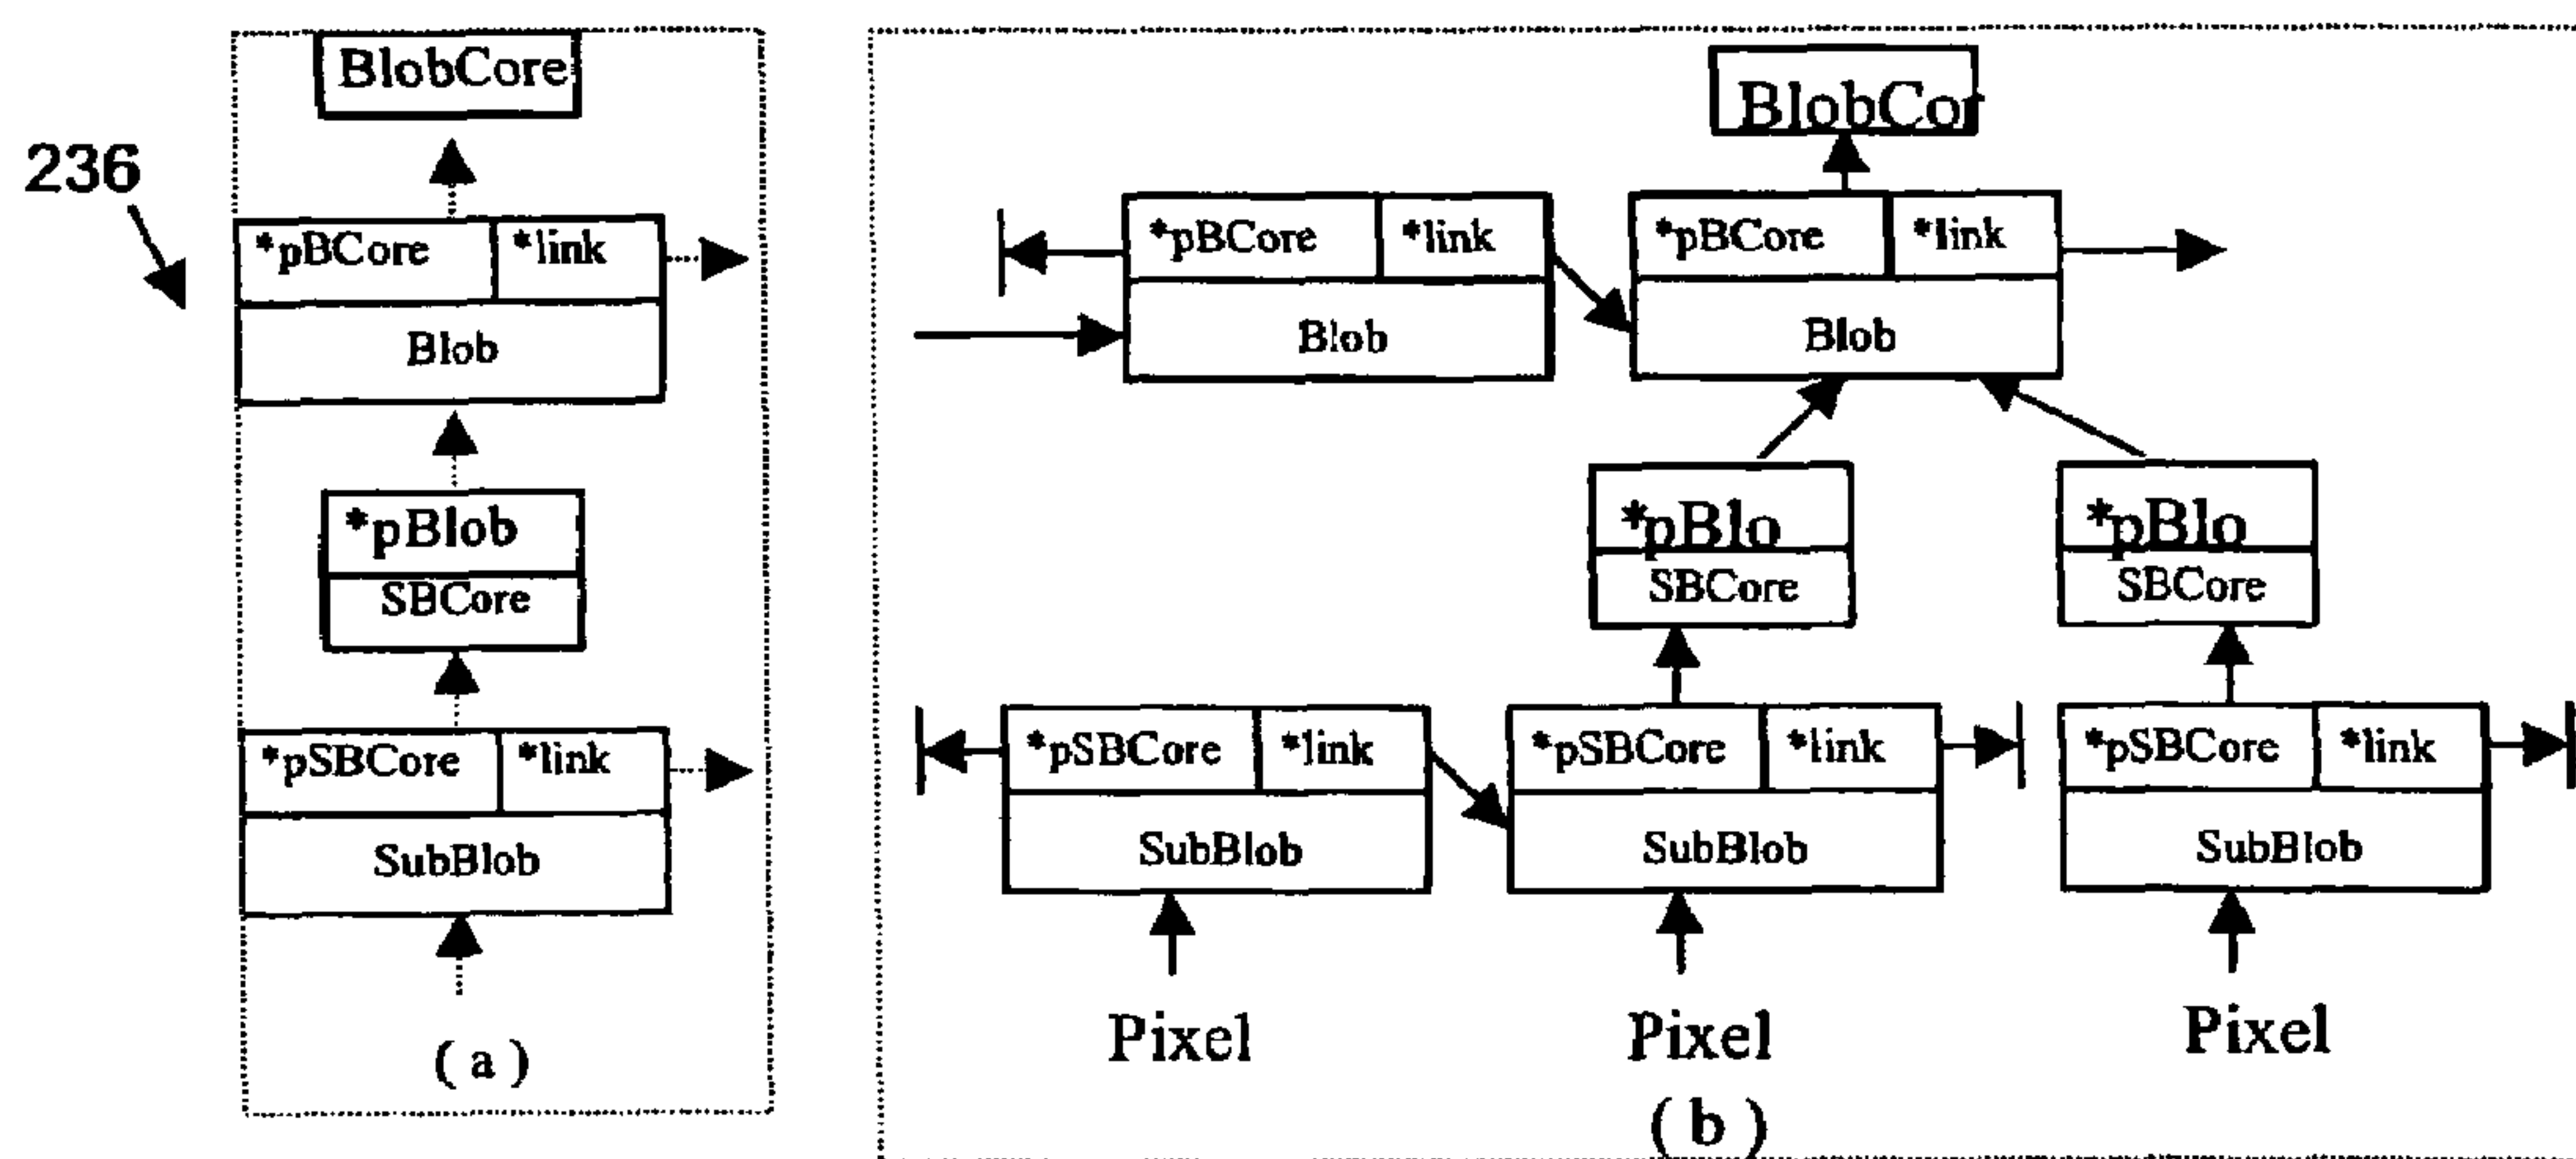 236
BlobCore
*pBCore *link
Blob
*pBlob
SBCore
*pSBCore *link
SubBlob
( a )
BlobCor
*pBCore *link *pBCore *link
Blob Blob
*pBlo *pBlo
SBCore SBCore
*pSBCore *link *pSBCore *link *pSBCore *link
SubBlob SubBlob SubBlob
Pixel Pixel Pixel
( b )